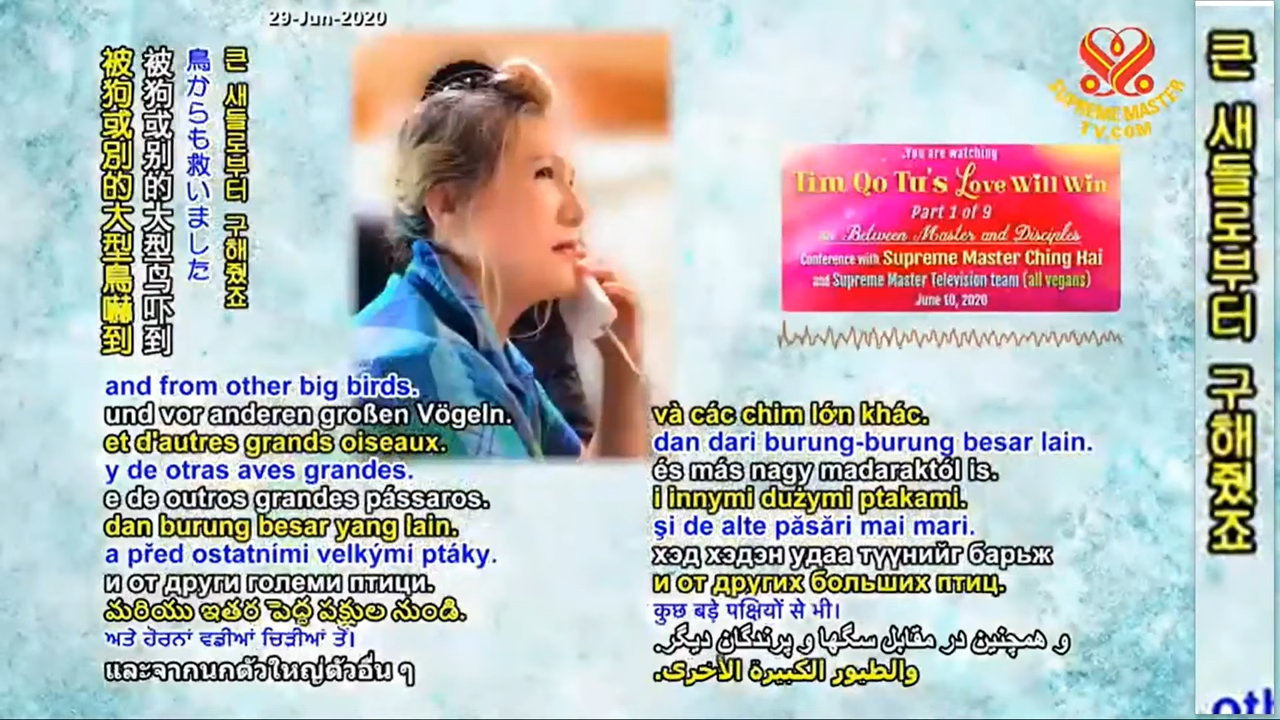 29-Jun-2020
큰 새들로부터 구해줬죠
鳥からも救いました
被狗或别的大型鸟吓到
被狗或別的大型鳥嚇到
SUPREME MASTER
TV.COM
You are watching
Tim Qo Tu's Love Will Win
Part 1 of 9
on Between Master and Disciples
Conference with Supreme Master Ching Hai
and Supreme Master Television team (all vegans)
June 10, 2020
and from other big birds.
und vor anderen großen Vögeln.
et d'autres grands oiseaux.
y de otras aves grandes.
e de outros grandes pássaros.
dan burung besar yang lain.
a před ostatními velkými ptáky.
и от други големи птици.
మరియు ఇతర పెద్ద పక్షుల నుండి.
ਅਤੇ ਹੋਰਨਾਂ ਵਡੀਆਂ ਚਿੜੀਆਂ ਤੋਂ।
และจากนกตัวใหญ่ตัวอื่น ๆ
và các chim lớn khác.
dan dari burung-burung besar lain.
és más nagy madaraktól is.
i innymi dużymi ptakami.
şi de alte păsări mai mari.
хэд хэдэн удаа түүнийг барьж
и от других больших птиц.
कुछ बड़े पक्षियों से भी।
و همچنین در مقابل سگها و پرندگان دیگر.
والطيور الكبيرة الأخرى.
큰 새들로부터 구해줬죠
oth